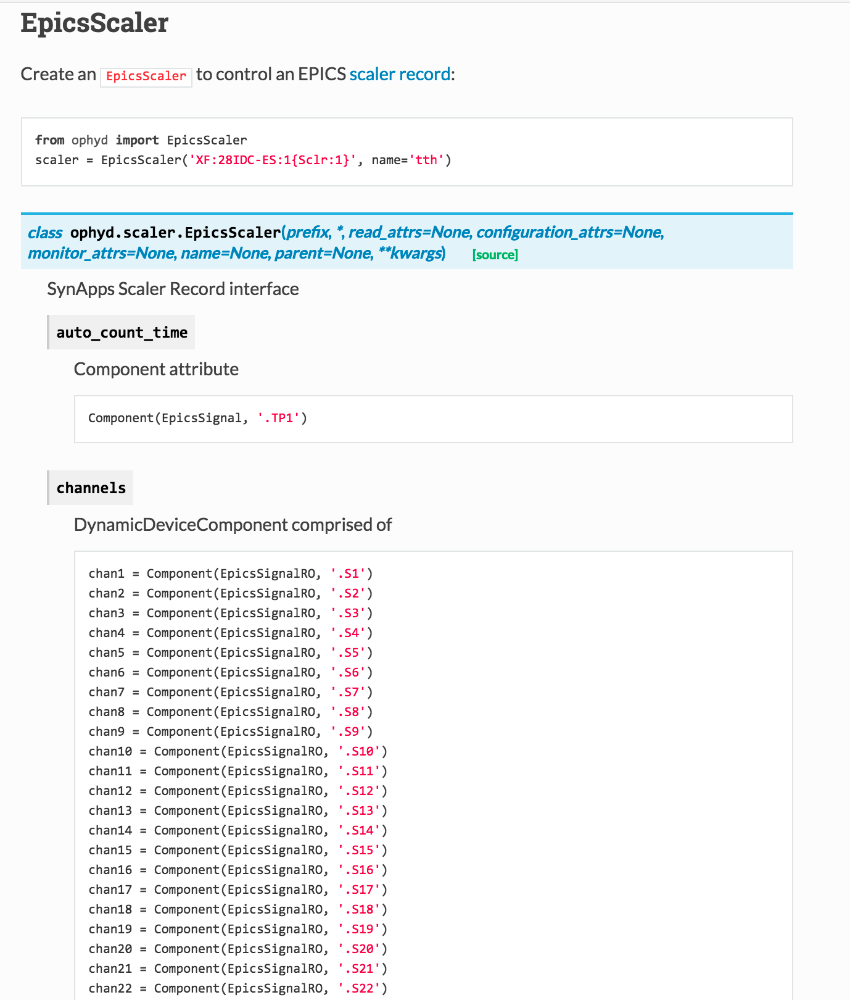 EpicsScaler
Create an EpicsScaler to control an EPICS scaler record:
from ophyd import EpicsScaler
scaler = EpicsScaler('XF:28IDC-ES:1{Sclr:1}', name='tth')
class ophyd.scaler.EpicsScaler(prefix, *, read_attrs=None, configuration_attrs=None,
monitor_attrs=None, name=None, parent=None, **kwargs) [source]
SynApps Scaler Record interface
auto_count_time
Component attribute
Component(EpicsSignal, '.TP1')
channels
DynamicDeviceComponent comprised of
chan1 = Component(EpicsSignalRO, '.S1')
chan2 = Component(EpicsSignalRO, '.S2')
chan3 = Component(EpicsSignalRO, '.S3')
chan4 = Component(EpicsSignalRO, '.S4')
chan5 = Component(EpicsSignalRO, '.S5')
chan6 = Component(EpicsSignalRO, '.S6')
chan7 = Component(EpicsSignalRO, '.S7')
chan8 = Component(EpicsSignalRO, '.S8')
chan9 = Component(EpicsSignalRO, '.S9')
chan10 = Component(EpicsSignalRO, '.S10')
chan11 = Component(EpicsSignalRO, '.S11')
chan12 = Component(EpicsSignalRO, '.S12')
chan13 = Component(EpicsSignalRO, '.S13')
chan14 = Component(EpicsSignalRO, '.S14')
chan15 = Component(EpicsSignalRO, '.S15')
chan16 = Component(EpicsSignalRO, '.S16')
chan17 = Component(EpicsSignalRO, '.S17')
chan18 = Component(EpicsSignalRO, '.S18')
chan19 = Component(EpicsSignalRO, '.S19')
chan20 = Component(EpicsSignalRO, '.S20')
chan21 = Component(EpicsSignalRO, '.S21')
chan22 = Component(EpicsSignalRO, '.S22')